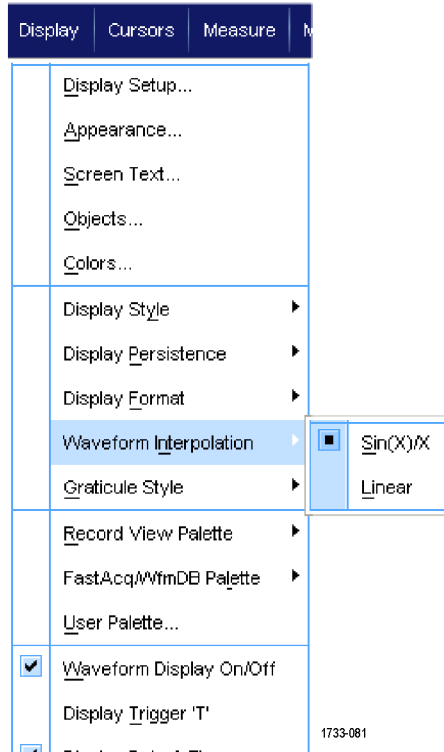 Display Cursors Measure
Display Setup...
Appearance...
Screen Text...
Objects...
Colors...
Display Style
Display Persistence
Display Format
Waveform Interpolation
Sin(X)/X
Graticule Style
Linear
Record View Palette
FastAcq/WfmDB Palette
User Palette...
Waveform Display On/Off
Display Trigger 'T'
1733-081